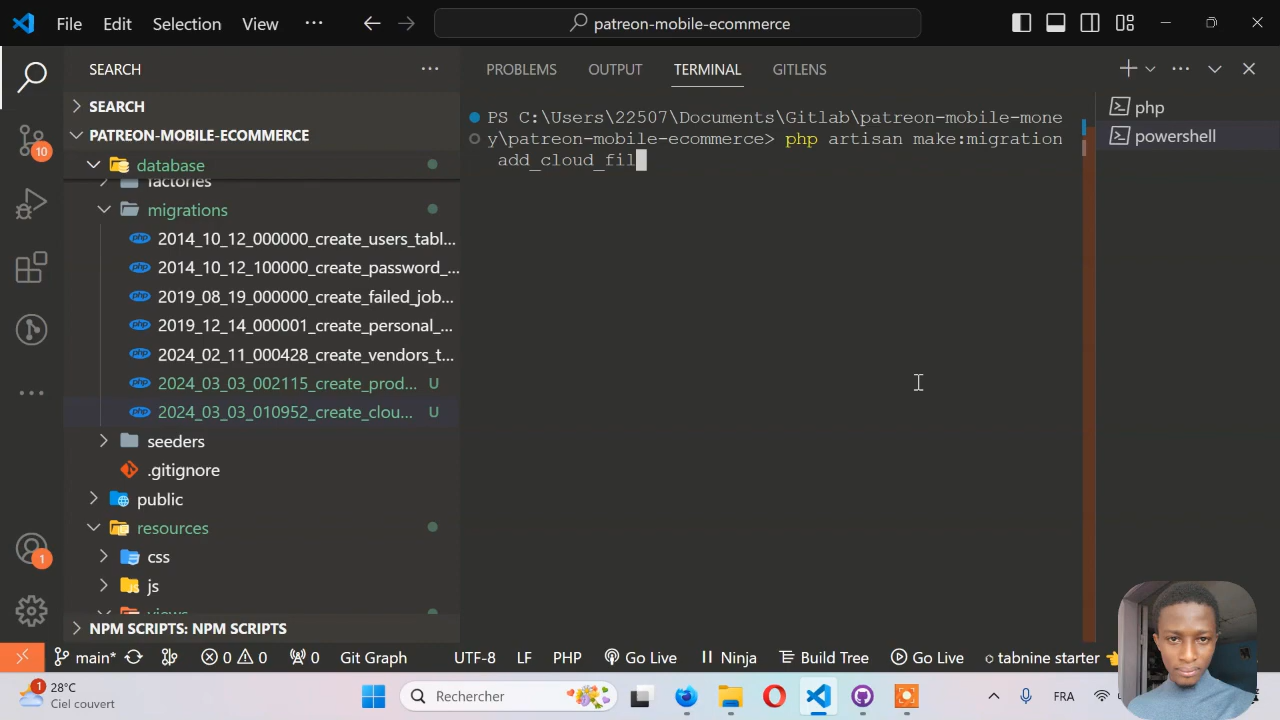 File Edit Selection View ··· patreon-mobile-ecommerce
SEARCH ···
PROBLEMS OUTPUT TERMINAL GITLENS
SEARCH
PATREON-MOBILE-ECOMMERCE
database
factories
migrations
2014_10_12_000000_create_users_tabl...
2014_10_12_100000_create_password_...
2019_08_19_000000_create_failed_job...
2019_12_14_000001_create_personal_...
2024_02_11_000428_create_vendors_t...
2024_03_03_002115_create_prod... U
2024_03_03_010952_create_clou... U
seeders
.gitignore
public
resources
css
js
views
NPM SCRIPTS: NPM SCRIPTS
10
1
PS C:\Users\22507\Documents\Gitlab\patreon-mobile-mone
y\patreon-mobile-ecommerce> php artisan make:migration
add_cloud_fil
php
powershell
main* 0 0 0 Git Graph UTF-8 LF PHP Go Live Ninja Build Tree Go Live tabnine starter
1
28°C
Ciel couvert
Rechercher
FRA